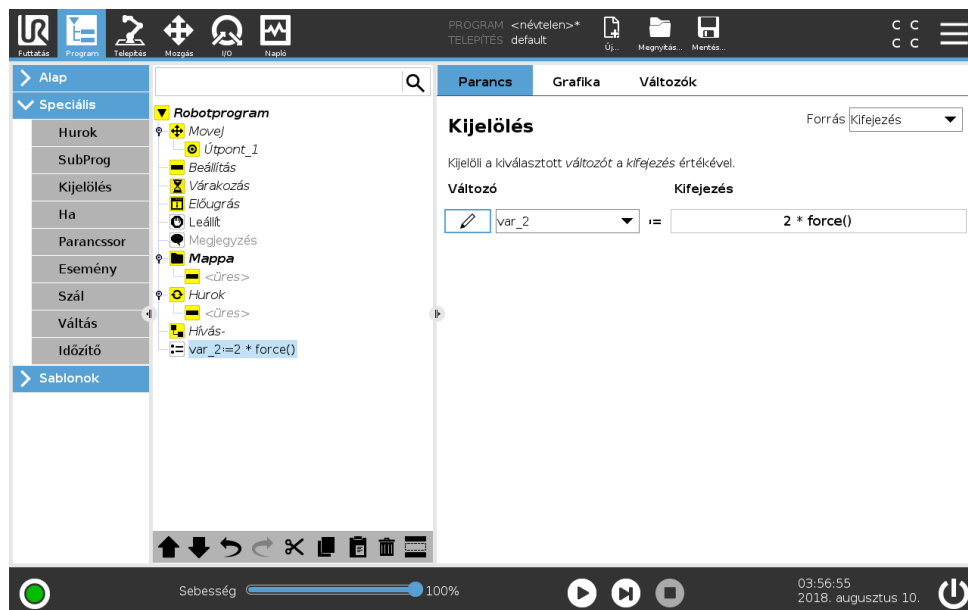 PROGRAM <névtelen>*
TELEPÍTÉS default
Futtatás Program Telepítés Mozgás I/O Napló Új... Megnyitás... Mentés...
C C
C C
Alap
Speciális
Hurok
SubProg
Kijelölés
Ha
Parancssor
Esemény
Szál
Váltás
Időzítő
Sablonok
Robotprogram
MoveJ
Útpont_1
Beállítás
Várakozás
Előugrás
Leállít
Megjegyzés
Mappa
<üres>
Hurok
<üres>
Hívás-
var_2:=2 * force()
Parancs Grafika Változók
Kijelölés
Forrás Kifejezés
Kijelöli a kiválasztott változót a kifejezés értékével.
Változó Kifejezés
var_2 := 2 * force()
Sebesség 100%
03:56:55
2018. augusztus 10.